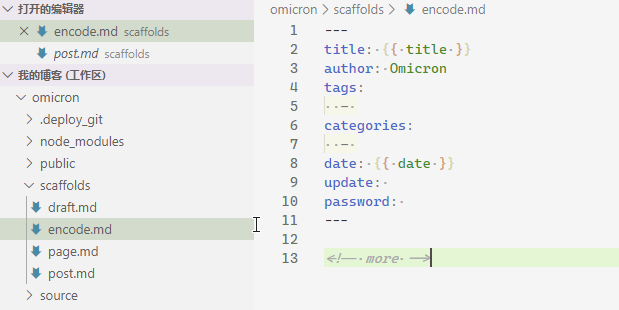 打开的编辑器
encode.md scaffolds
post.md scaffolds
我的博客 (工作区)
omicron
.deploy_git
node_modules
public
scaffolds
draft.md
encode.md
page.md
post.md
source
omicron > scaffolds > encode.md
1 ---
2 title: {{ title }}
3 author: Omicron
4 tags:
5   -
6 categories:
7   -
8 date: {{ date }}
9 update:
10 password:
11 ---
12
13 <!-- more -->